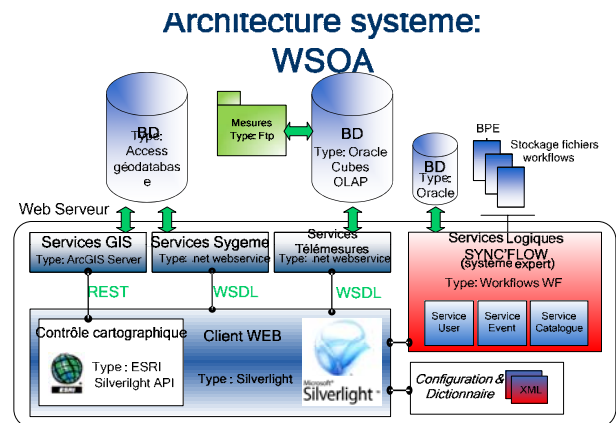 Architecture systeme:
WSOA
BD
Type:
Access
géodatabas
e
Mesures
Type: Ftp
BD
Type: Oracle
Cubes
OLAP
BD
Type:
Oracle
BPE
Stockage fichiers
workflows
Web Serveur
Services GIS
Type: ArcGIS Server
Services Sygeme
Type: .net webservice
Services
Télémesures
Type: .net webservice
Services Logiques
SYNC'FLOW
(système expert)
Type: Workflows WF
REST
WSDL
WSDL
Service
User
Service
Event
Service
Catalogue
Contrôle cartographique
Type : ESRI
Silverilght API
ESRI
Client WEB
Type : Silverlight
Microsoft
Silverlight
Configuration &
Dictionnaire
XML